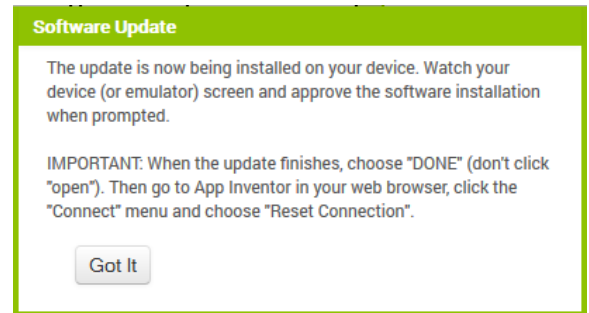 Software Update
The update is now being installed on your device. Watch your
device (or emulator) screen and approve the software installation
when prompted.
IMPORTANT: When the update finishes, choose "DONE" (don't click
"open"). Then go to App Inventor in your web browser, click the
"Connect" menu and choose "Reset Connection".
Got It